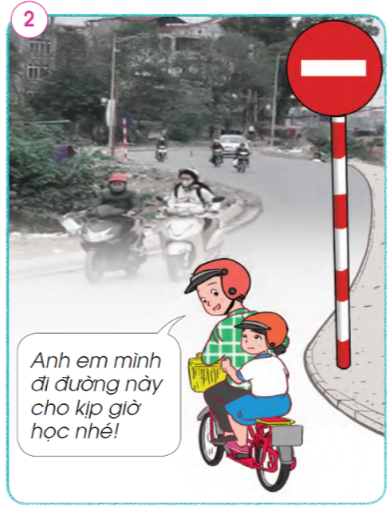 2
Anh em mình
đi đường này
cho kịp giờ
học nhé!